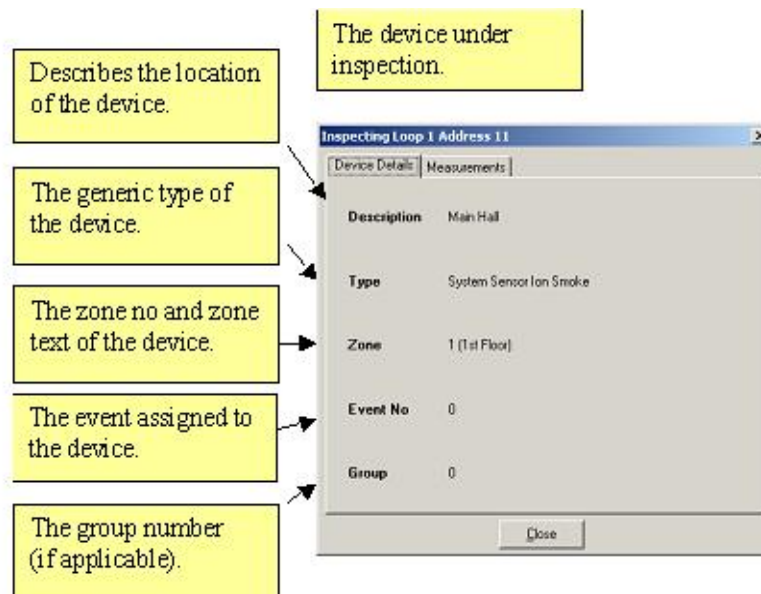 The device under
inspection.
Describes the location
of the device.
The generic type of
the device.
The zone no and zone
text of the device.
The event assigned to
the device.
The group number
(if applicable).
Inspecting Loop 1 Address 11
Device Details Measurements
Description Main Hall
Type System Sensor Ion Smoke
Zone 1 (1st Floor)
Event No 0
Group 0
Close